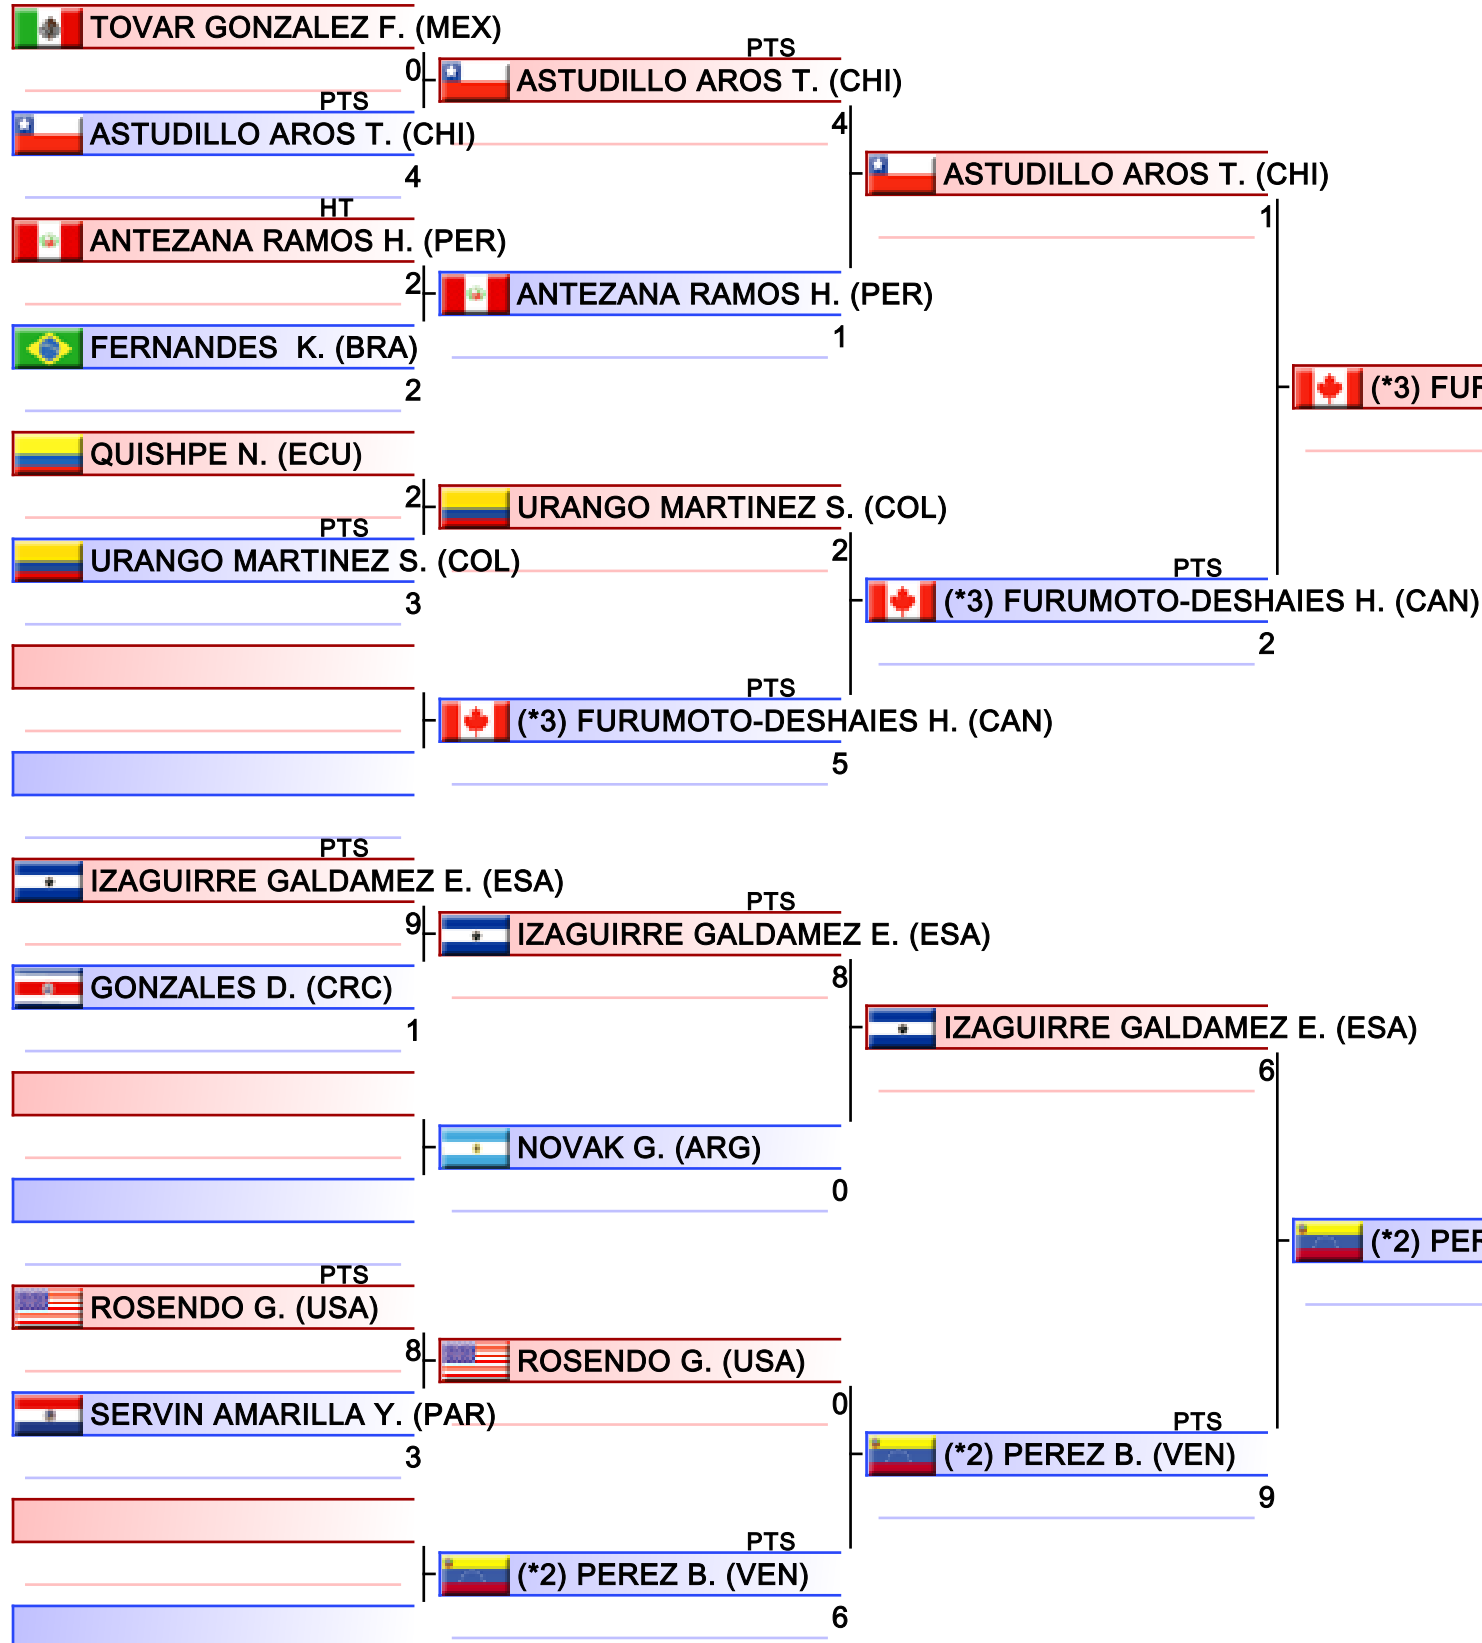 TOVAR GONZALEZ F. (MEX)
0
PTS
ASTUDILLO AROS T. (CHI)
4
HT
ANTEZANA RAMOS H. (PER)
2
FERNANDES K. (BRA)
2
QUISHPE N. (ECU)
2
PTS
URANGO MARTINEZ S. (COL)
3
PTS
IZAGUIRRE GALDAMEZ E. (ESA)
9
GONZALES D. (CRC)
1
PTS
ROSENDO G. (USA)
8
SERVIN AMARILLA Y. (PAR)
3
PTS
ASTUDILLO AROS T. (CHI)
4
ANTEZANA RAMOS H. (PER)
1
URANGO MARTINEZ S. (COL)
2
PTS
(*3) FURUMOTO-DESHAIES H. (CAN)
5
PTS
IZAGUIRRE GALDAMEZ E. (ESA)
8
NOVAK G. (ARG)
0
ROSENDO G. (USA)
0
PTS
(*2) PEREZ B. (VEN)
6
ASTUDILLO AROS T. (CHI)
1
PTS
(*3) FURUMOTO-DESHAIES H. (CAN)
2
IZAGUIRRE GALDAMEZ E. (ESA)
6
PTS
(*2) PEREZ B. (VEN)
9
(*3) FUR
(*2) PER